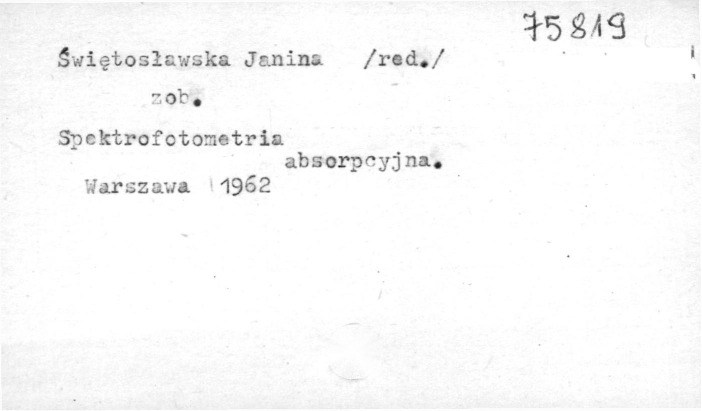 75819
Świętosławska Janina /red./
zob.
Spektrofotometria
absorpcyjna.
Warszawa 1962